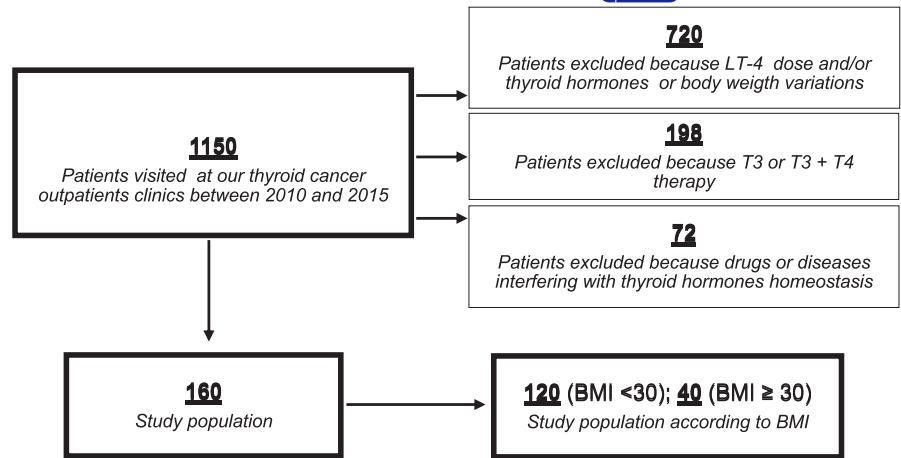 720
Patients excluded because LT-4 dose and/or
thyroid hormones or body weigth variations
1150
Patients visited at our thyroid cancer
outpatients clinics between 2010 and 2015
198
Patients excluded because T3 or T3 + T4
therapy
72
Patients excluded because drugs or diseases
interfering with thyroid hormones homeostasis
160
Study population
120 (BMI <30); 40 (BMI ≥ 30)
Study population according to BMI